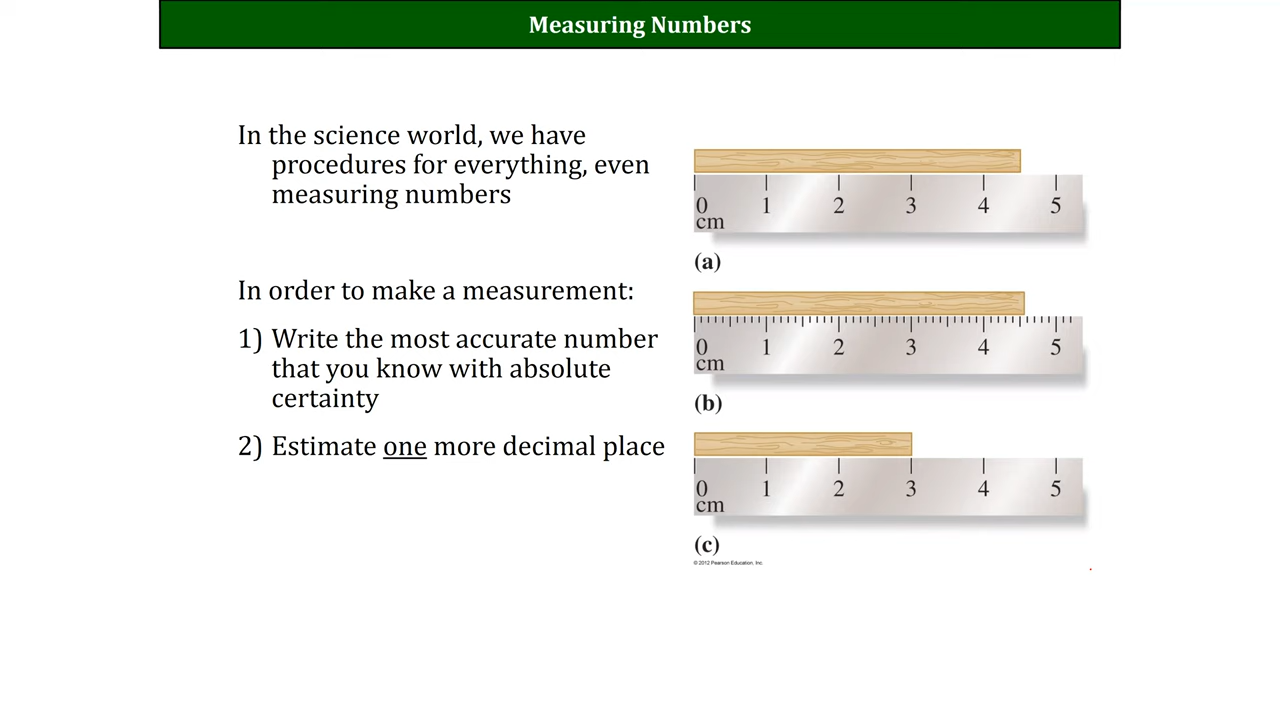 Measuring Numbers
In the science world, we have
procedures for everything, even
measuring numbers
In order to make a measurement:
1) Write the most accurate number
that you know with absolute
certainty
2) Estimate one more decimal place
0 1 2 3 4 5
cm
(a)
0 1 2 3 4 5
cm
(b)
0 1 2 3 4 5
cm
(c)
© 2012 Pearson Education, Inc.